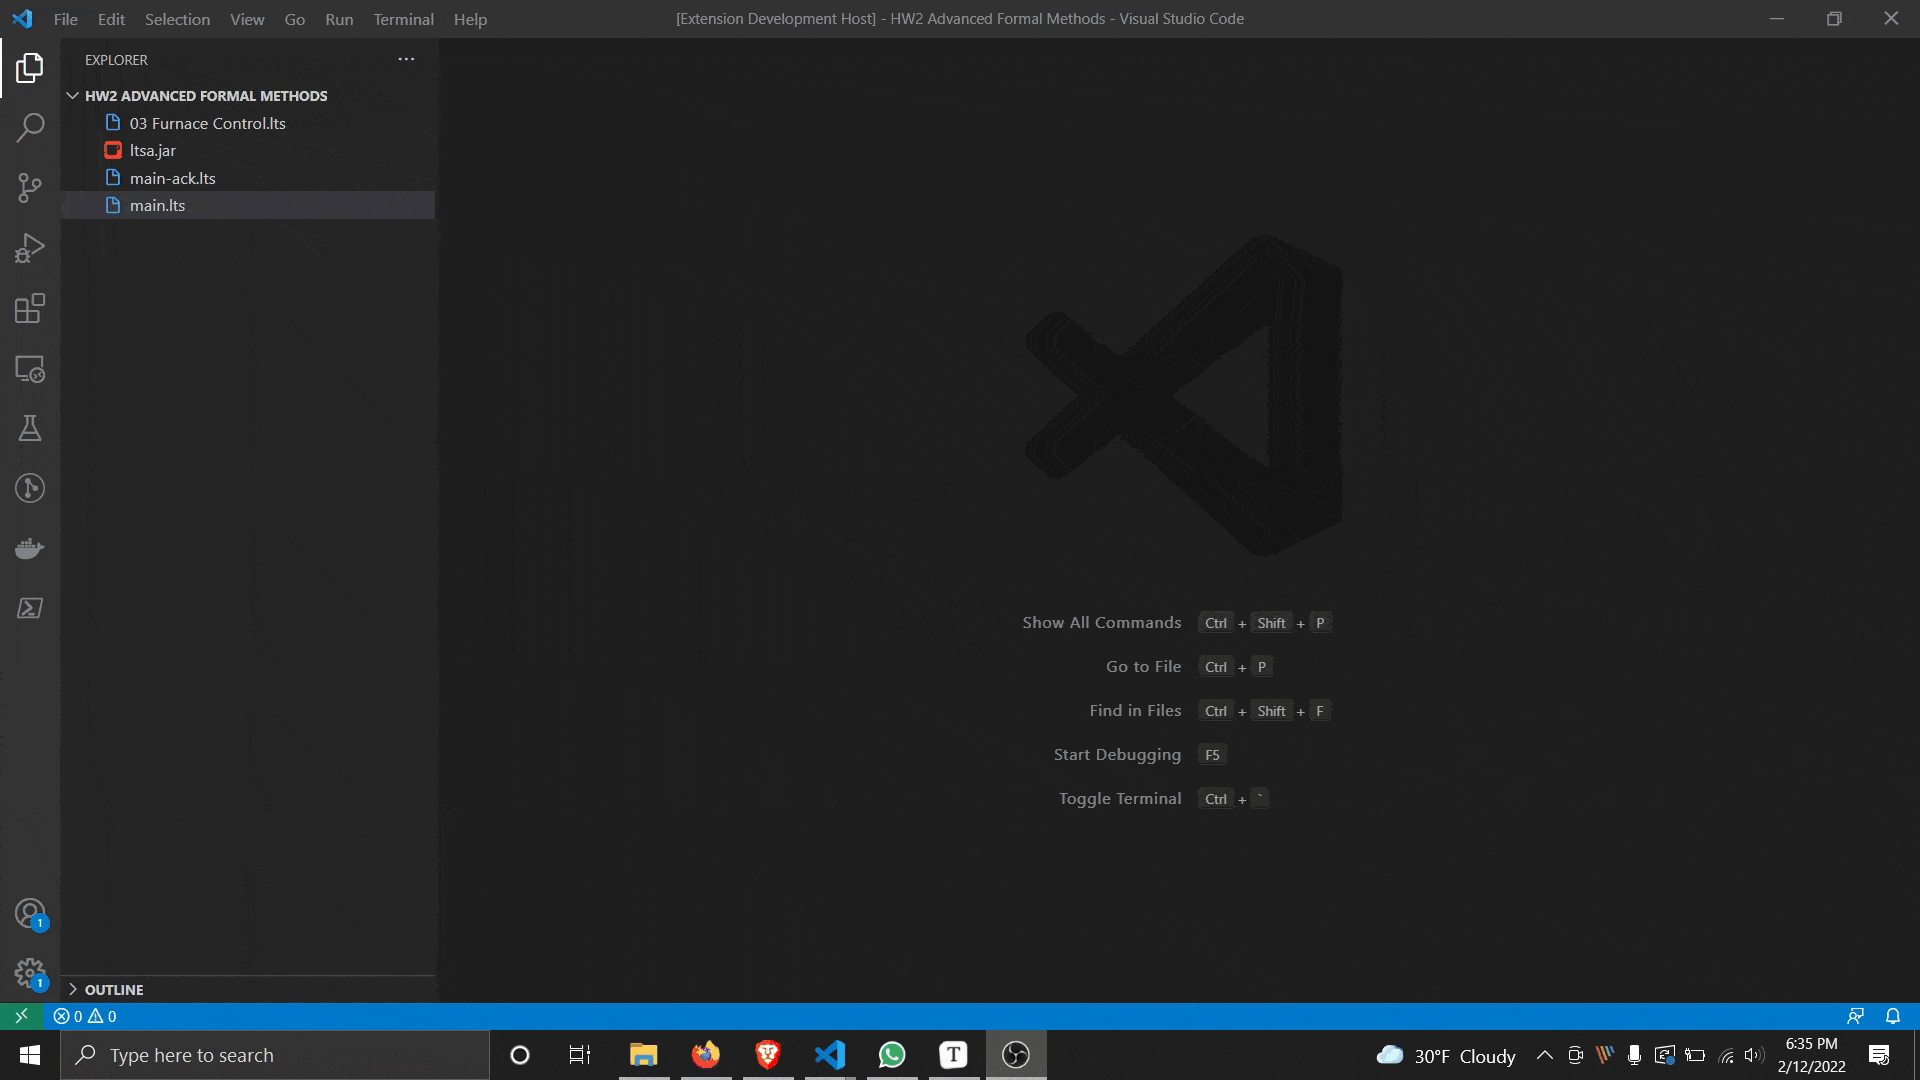 File Edit Selection View Go Run Terminal Help
[Extension Development Host] - HW2 Advanced Formal Methods - Visual Studio Code
EXPLORER
HW2 ADVANCED FORMAL METHODS
03 Furnace Control.lts
ltsa.jar
main-ack.lts
main.lts
Show All Commands Ctrl + Shift + P
Go to File Ctrl + P
Find in Files Ctrl + Shift + F
Start Debugging F5
Toggle Terminal Ctrl + `
1
1
OUTLINE
0 0
Type here to search
T
30°F Cloudy
6:35 PM
2/12/2022